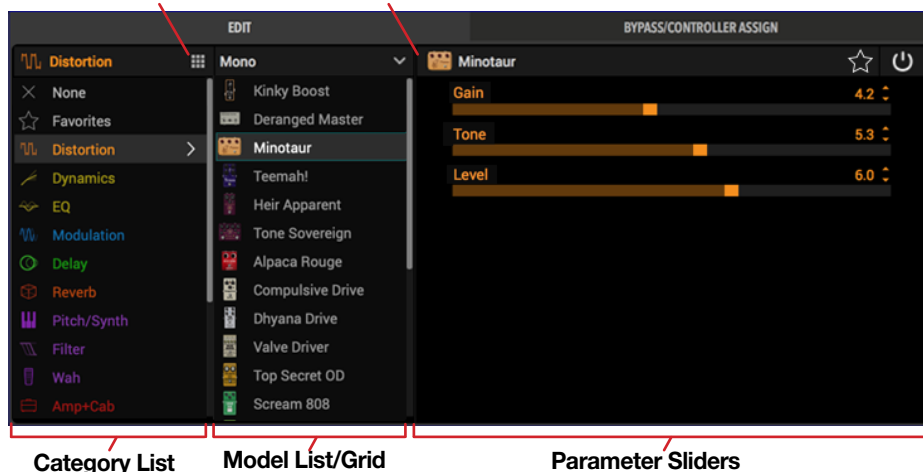 EDIT
BYPASS/CONTROLLER ASSIGN
Distortion
None
Favorites
Distortion
Dynamics
EQ
Modulation
Delay
Reverb
Pitch/Synth
Filter
Wah
Amp+Cab
Mono
Kinky Boost
Deranged Master
Minotaur
Teemah!
Heir Apparent
Tone Sovereign
Alpaca Rouge
Compulsive Drive
Dhyana Drive
Valve Driver
Top Secret OD
Scream 808
Minotaur
Gain 4.2
Tone 5.3
Level 6.0
Category List
Model List/Grid
Parameter Sliders